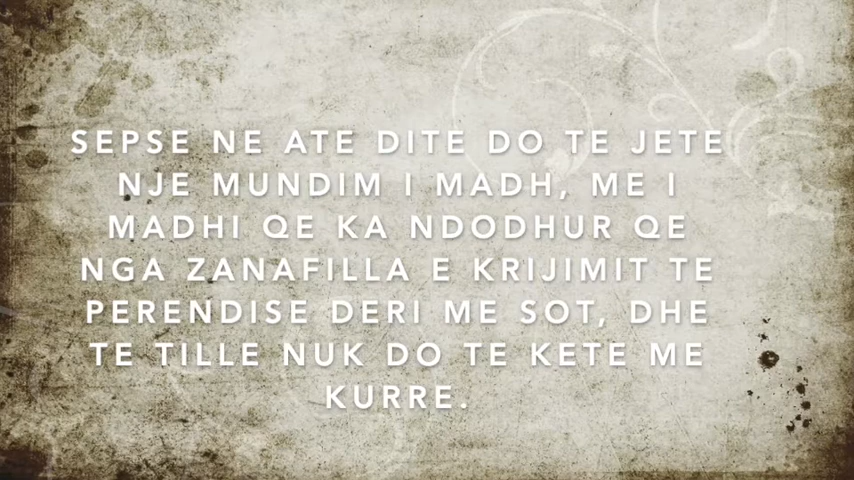 SEPSE NE ATE DITE DO TE JETE
NJE MUNDIM I MADH, ME I
MADHI QE KA NDODHUR QE
NGA ZANAFILLA E KRIJIMIT TE
PERENDISE DERI ME SOT, DHE
TE TILLE NUK DO TE KETE ME
KURRE.